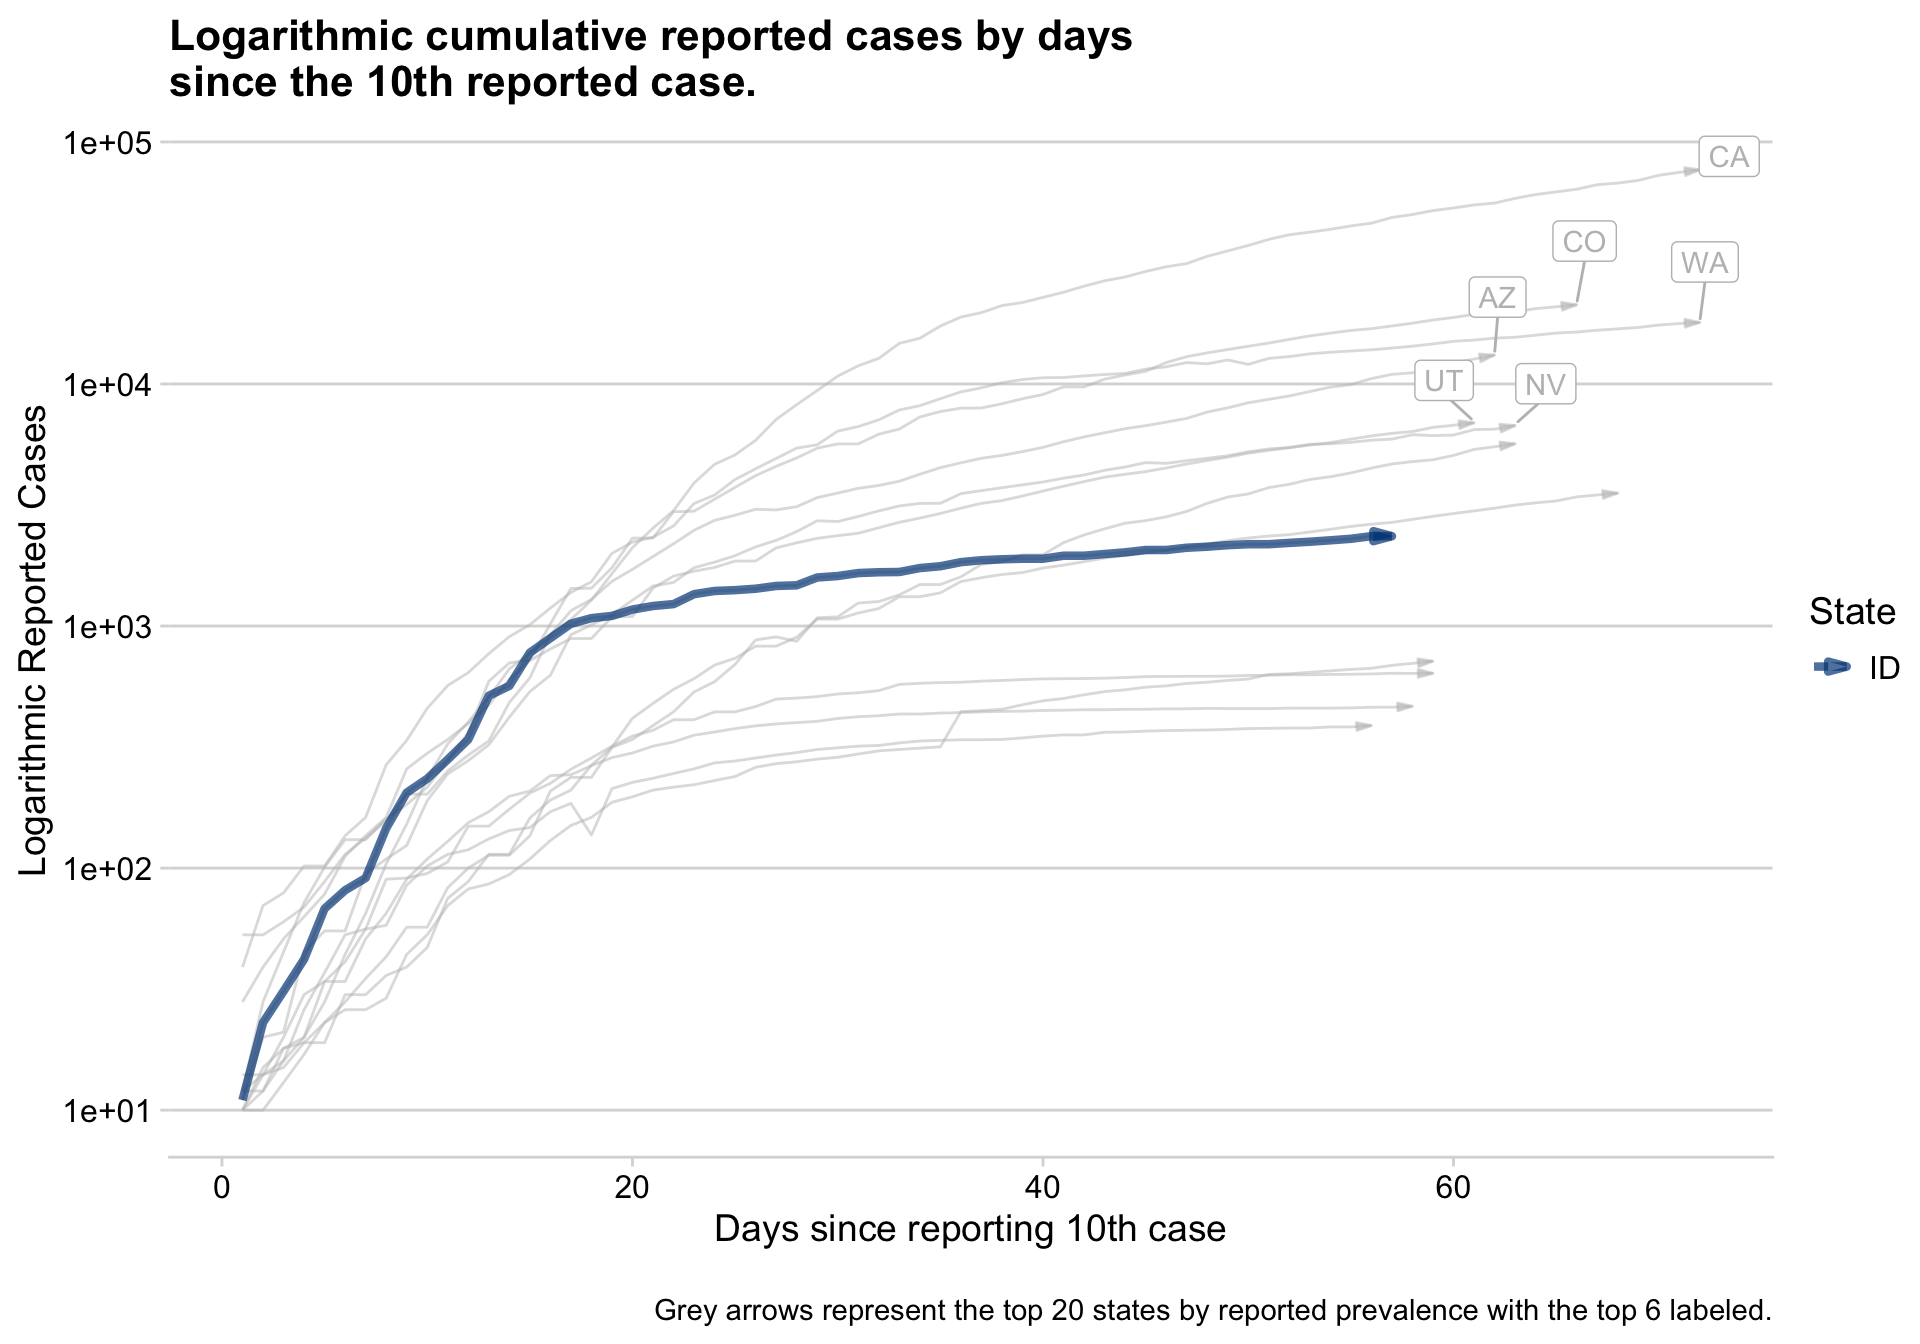 Logarithmic cumulative reported cases by days
since the 10th reported case.
1e+05
CA
CO
WA
AZ
1e+04
UT
NV
Logarithmic Reported Cases
1e+03
State
ID
1e+02
1e+01
0
20
40
60
Days since reporting 10th case
Grey arrows represent the top 20 states by reported prevalence with the top 6 labeled.